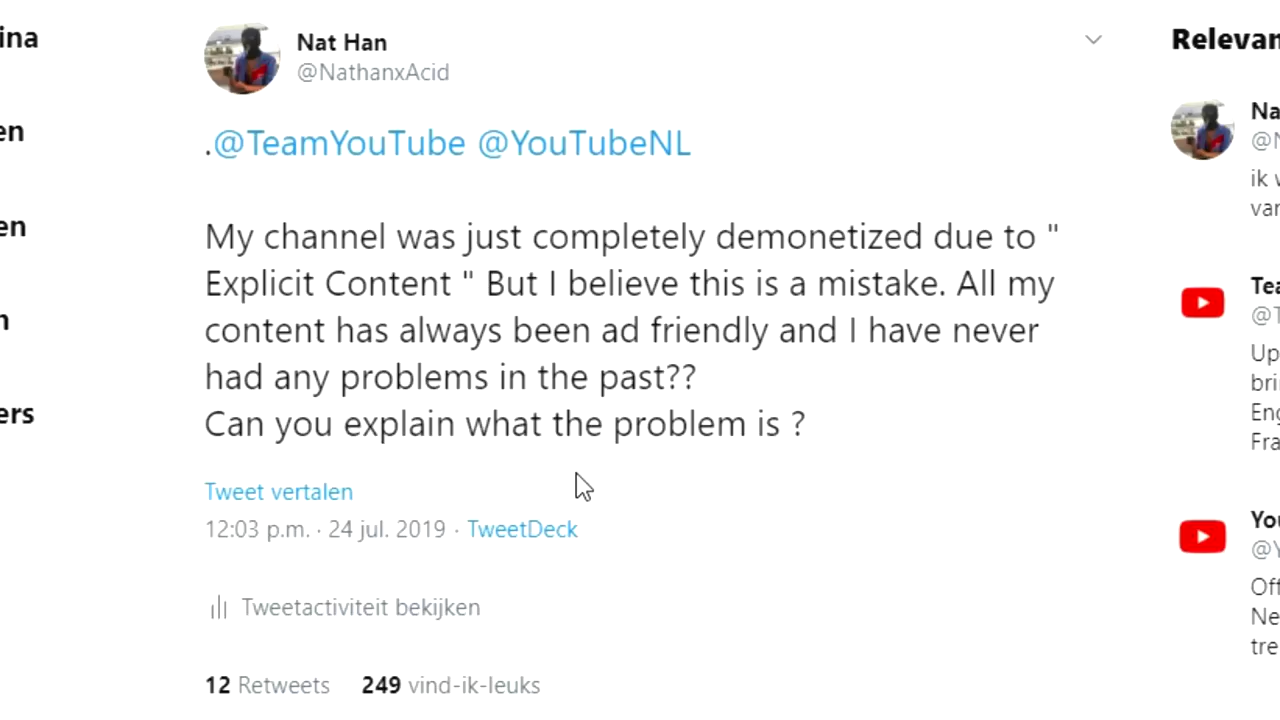 ina
en
en
n
ers
Nat Han
@NathanxAcid
.@TeamYouTube @YouTubeNL
My channel was just completely demonetized due to "
Explicit Content " But I believe this is a mistake. All my
content has always been ad friendly and I have never
had any problems in the past??
Can you explain what the problem is ?
Tweet vertalen
12:03 p.m. · 24 jul. 2019 · TweetDeck
Tweetactiviteit bekijken
12 Retweets 249 vind-ik-leuks
Relevan
Na
@N
ik v
var
Tea
@T
Up
bri
Eng
Fra
You
@Y
Off
Ne
tre